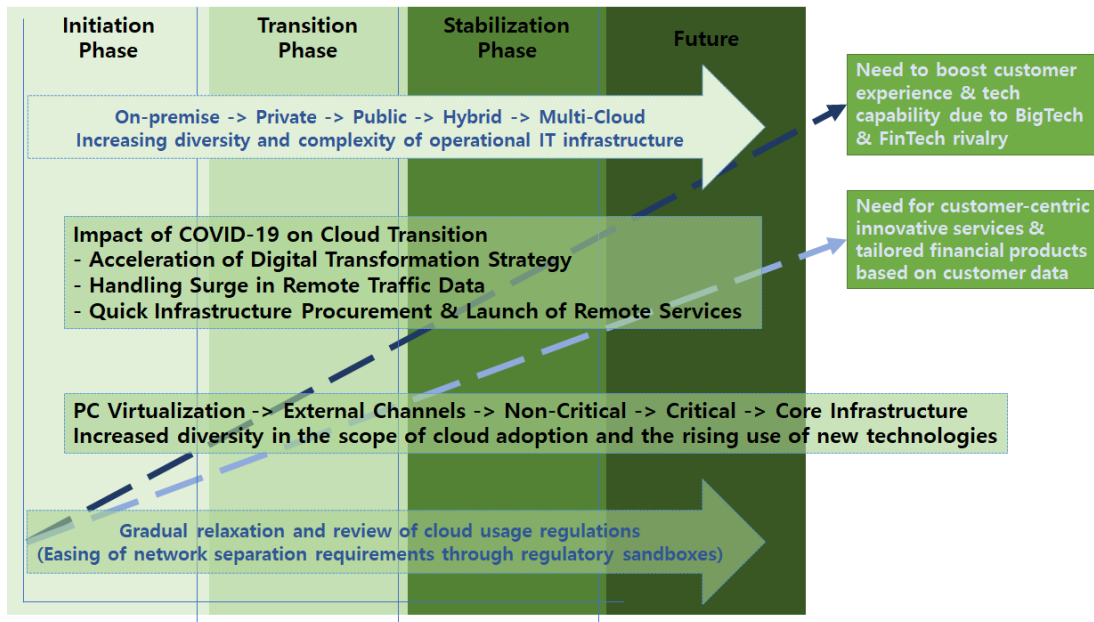 Initiation
Phase
Transition
Phase
Stabilization
Phase
Future
On-premise -> Private -> Public -> Hybrid -> Multi-Cloud
Increasing diversity and complexity of operational IT infrastructure
Need to boost customer
experience & tech
capability due to BigTech
& FinTech rivalry
Need for customer-centric
innovative services &
tailored financial products
based on customer data
Impact of COVID-19 on Cloud Transition
- Acceleration of Digital Transformation Strategy
- Handling Surge in Remote Traffic Data
- Quick Infrastructure Procurement & Launch of Remote Services
PC Virtualization -> External Channels -> Non-Critical -> Critical -> Core Infrastructure
Increased diversity in the scope of cloud adoption and the rising use of new technologies
Gradual relaxation and review of cloud usage regulations
(Easing of network separation requirements through regulatory sandboxes)